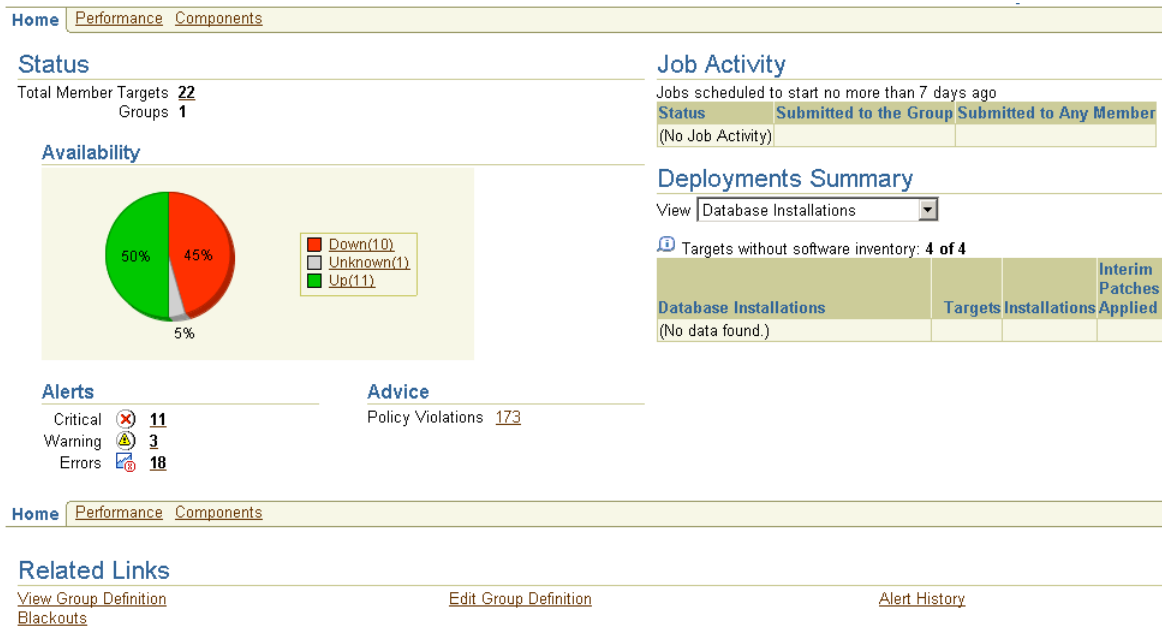 Home Performance Components
Status
Total Member Targets 22
Groups 1
Availability
50% 45%
5%
Down(10)
Unknown(1)
Up(11)
Alerts
Critical 11
Warning 3
Errors 18
Advice
Policy Violations 173
Job Activity
Jobs scheduled to start no more than 7 days ago
Status Submitted to the Group Submitted to Any Member
(No Job Activity)
Deployments Summary
View Database Installations
Targets without software inventory: 4 of 4
Database Installations Targets Installations Interim Patches Applied
(No data found.)
Home Performance Components
Related Links
View Group Definition Edit Group Definition Alert History
Blackouts